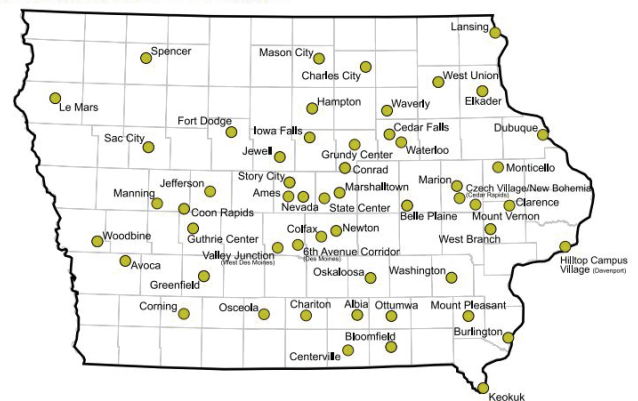 Lansing
Spencer
Mason City
Charles City
West Union
Elkader
Le Mars
Hampton
Waverly
Fort Dodge
Iowa Falls
Cedar Falls
Dubuque
Sac City
Waterloo
Jewell
Grundy Center
Conrad
Monticello
Story City
Marion
Jefferson
Marshalltown
Czech Village/New Bohemia
(Cedar Rapids)
Manning
Ames
Clarence
Nevada
State Center
Coon Rapids
Belle Plaine
Mount Vernon
Colfax
Newton
Woodbine
Guthrie Center
West Branch
Valley Junction
(West Des Moines)
6th Avenue Corridor
(Des Moines)
Hilltop Campus
Village (Davenport)
Avoca
Oskaloosa
Washington
Greenfield
Corning
Osceola
Chariton
Albia
Ottumwa
Mount Pleasant
Burlington
Bloomfield
Centerville
Keokuk